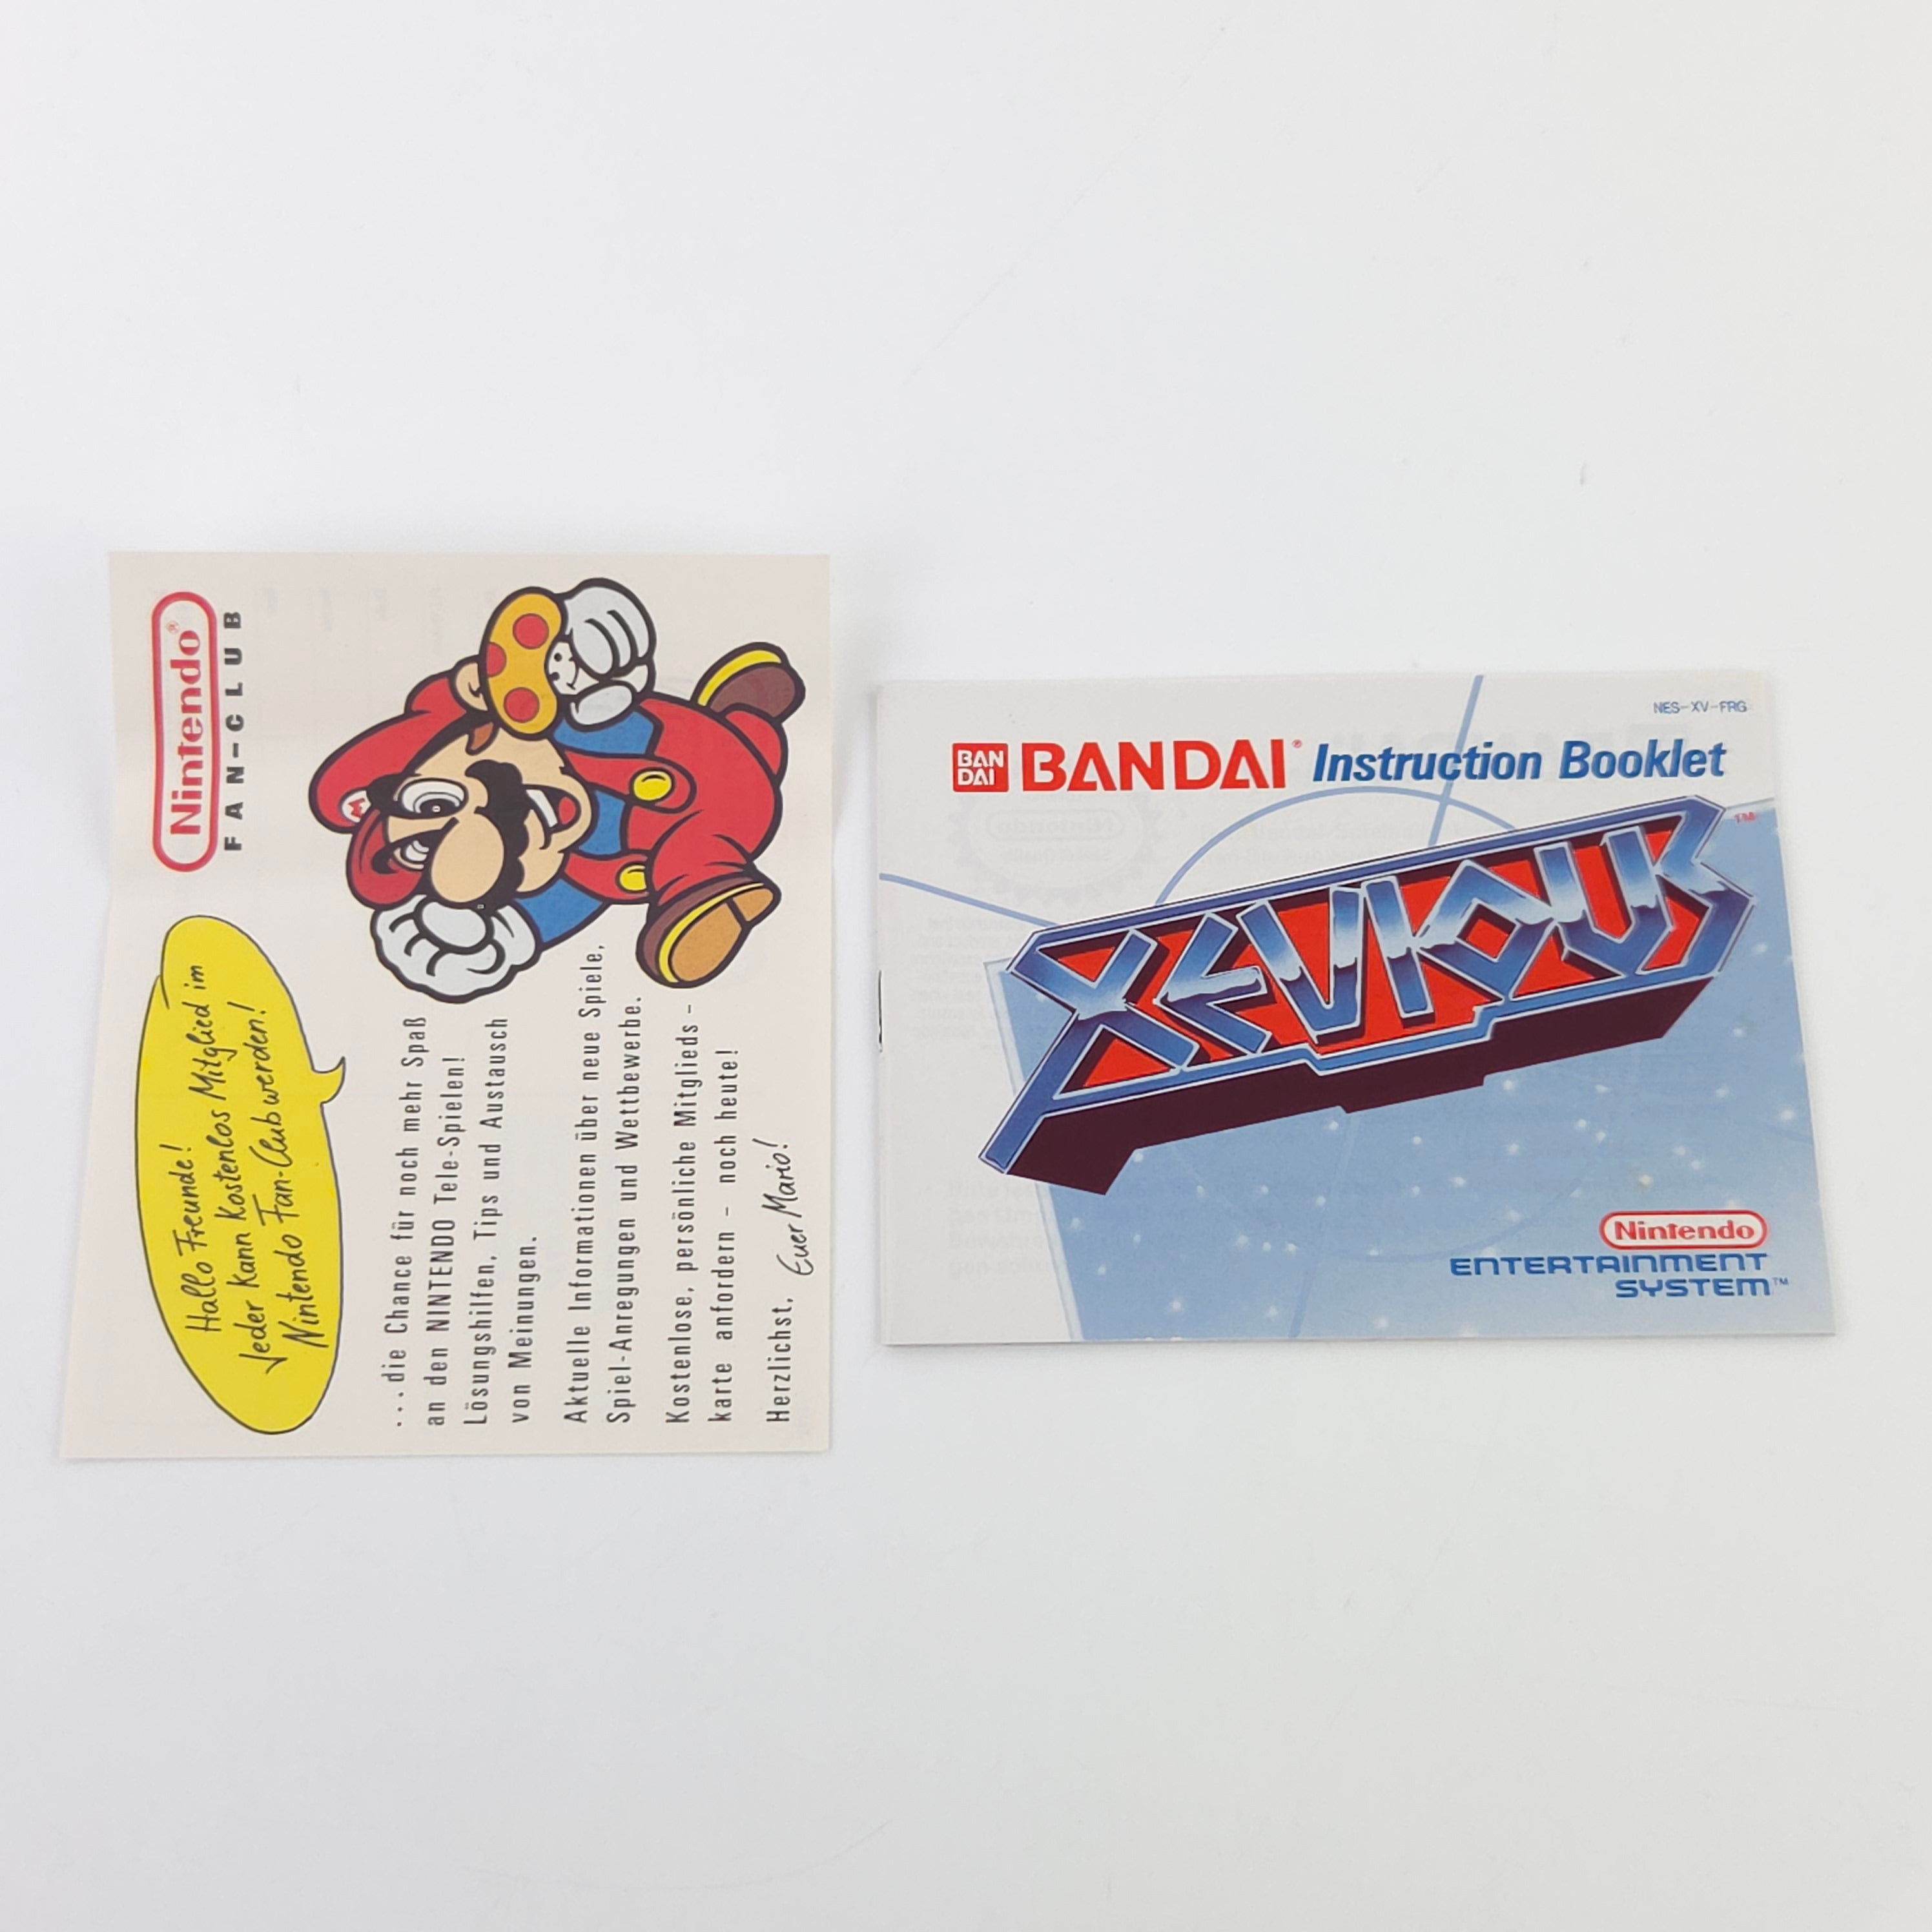 Nintendo®
FAN-CLUB
Hallo Freunde!
Jeder kann kostenlos Mitglied im
Nintendo Fan-Club werden!
M
...die Chance für noch mehr Spaß
an den NINTENDO Tele-Spielen!
Lösungshilfen, Tips und Austausch
von Meinungen.
Aktuelle Informationen über neue Spiele,
Spiel-Anregungen und Wettbewerbe.
Kostenlose, persönliche Mitglieds-
karte anfordern - noch heute!
Herzlichst, Euer Mario!
NES-XV-FRG
BAN
DAI
BANDAI® Instruction Booklet
XEVIOUS™
Nintendo
ENTERTAINMENT
SYSTEM™